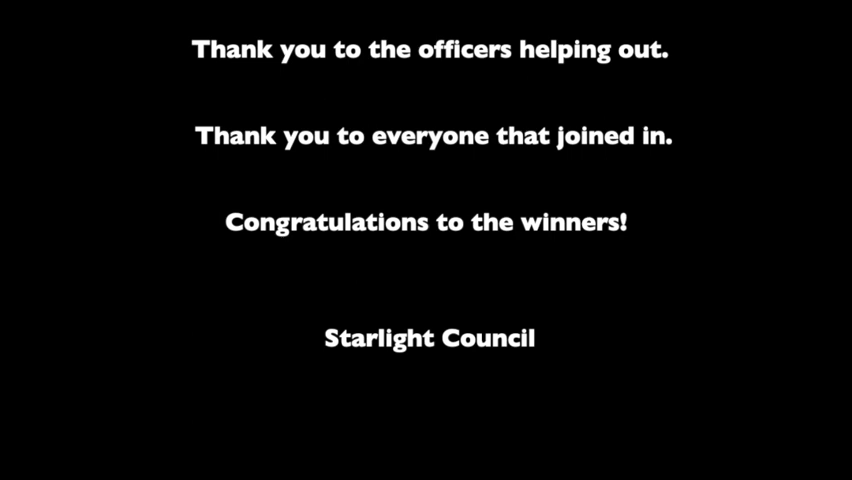 Thank you to the officers helping out.
Thank you to everyone that joined in.
Congratulations to the winners!
Starlight Council